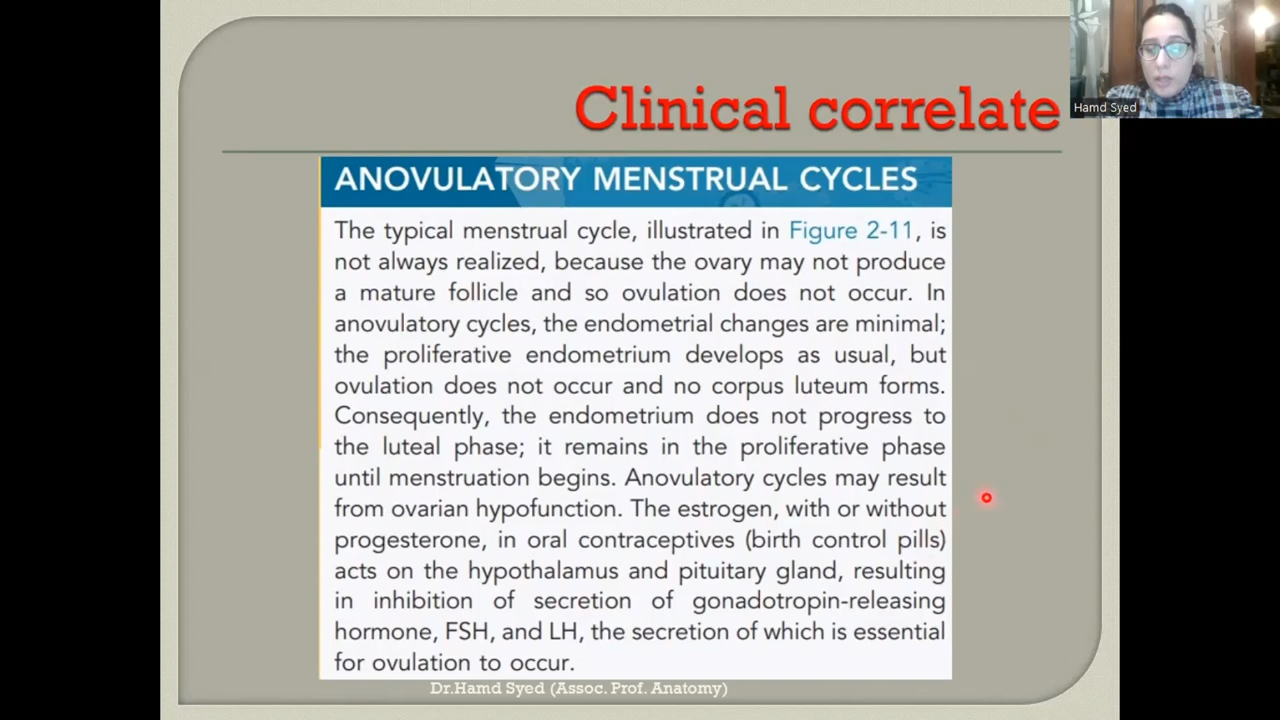 Clinical correlate
Hamd Syed
ANOVULATORY MENSTRUAL CYCLES
The typical menstrual cycle, illustrated in Figure 2-11, is
not always realized, because the ovary may not produce
a mature follicle and so ovulation does not occur. In
anovulatory cycles, the endometrial changes are minimal;
the proliferative endometrium develops as usual, but
ovulation does not occur and no corpus luteum forms.
Consequently, the endometrium does not progress to
the luteal phase; it remains in the proliferative phase
until menstruation begins. Anovulatory cycles may result
from ovarian hypofunction. The estrogen, with or without
progesterone, in oral contraceptives (birth control pills)
acts on the hypothalamus and pituitary gland, resulting
in inhibition of secretion of gonadotropin-releasing
hormone, FSH, and LH, the secretion of which is essential
for ovulation to occur.
Dr.Hamd Syed (Assoc. Prof. Anatomy)